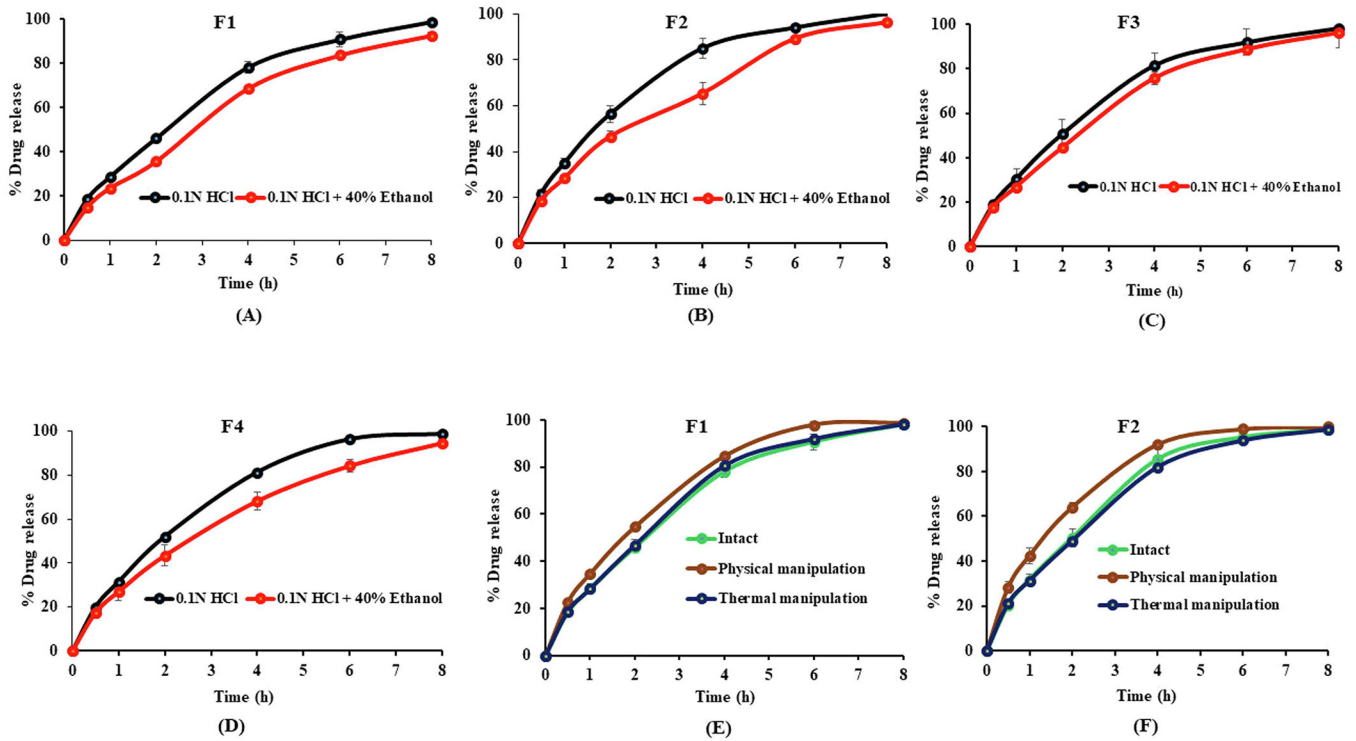 F1
% Drug release
100
80
60
40
20
0
0.1N HCl 0.1N HCl + 40% Ethanol
0 1 2 3 4 5 6 7 8
Time (h)
(A)
F2
% Drug release
100
80
60
40
20
0
0.1N HCl 0.1N HCl + 40% Ethanol
0 1 2 3 4 5 6 7 8
Time (h)
(B)
F3
% Drug release
100
80
60
40
20
0
0.1N HCl 0.1N HCl + 40% Ethanol
0 1 2 3 4 5 6 7 8
Time (h)
(C)
F4
% Drug release
100
80
60
40
20
0
0.1N HCl 0.1N HCl + 40% Ethanol
0 1 2 3 4 5 6 7 8
Time (h)
(D)
F1
% Drug release
100
80
60
40
20
0
Intact
Physical manipulation
Thermal manipulation
0 1 2 3 4 5 6 7 8
Time (h)
(E)
F2
% Drug release
100
80
60
40
20
0
Intact
Physical manipulation
Thermal manipulation
0 1 2 3 4 5 6 7 8
Time (h)
(F)